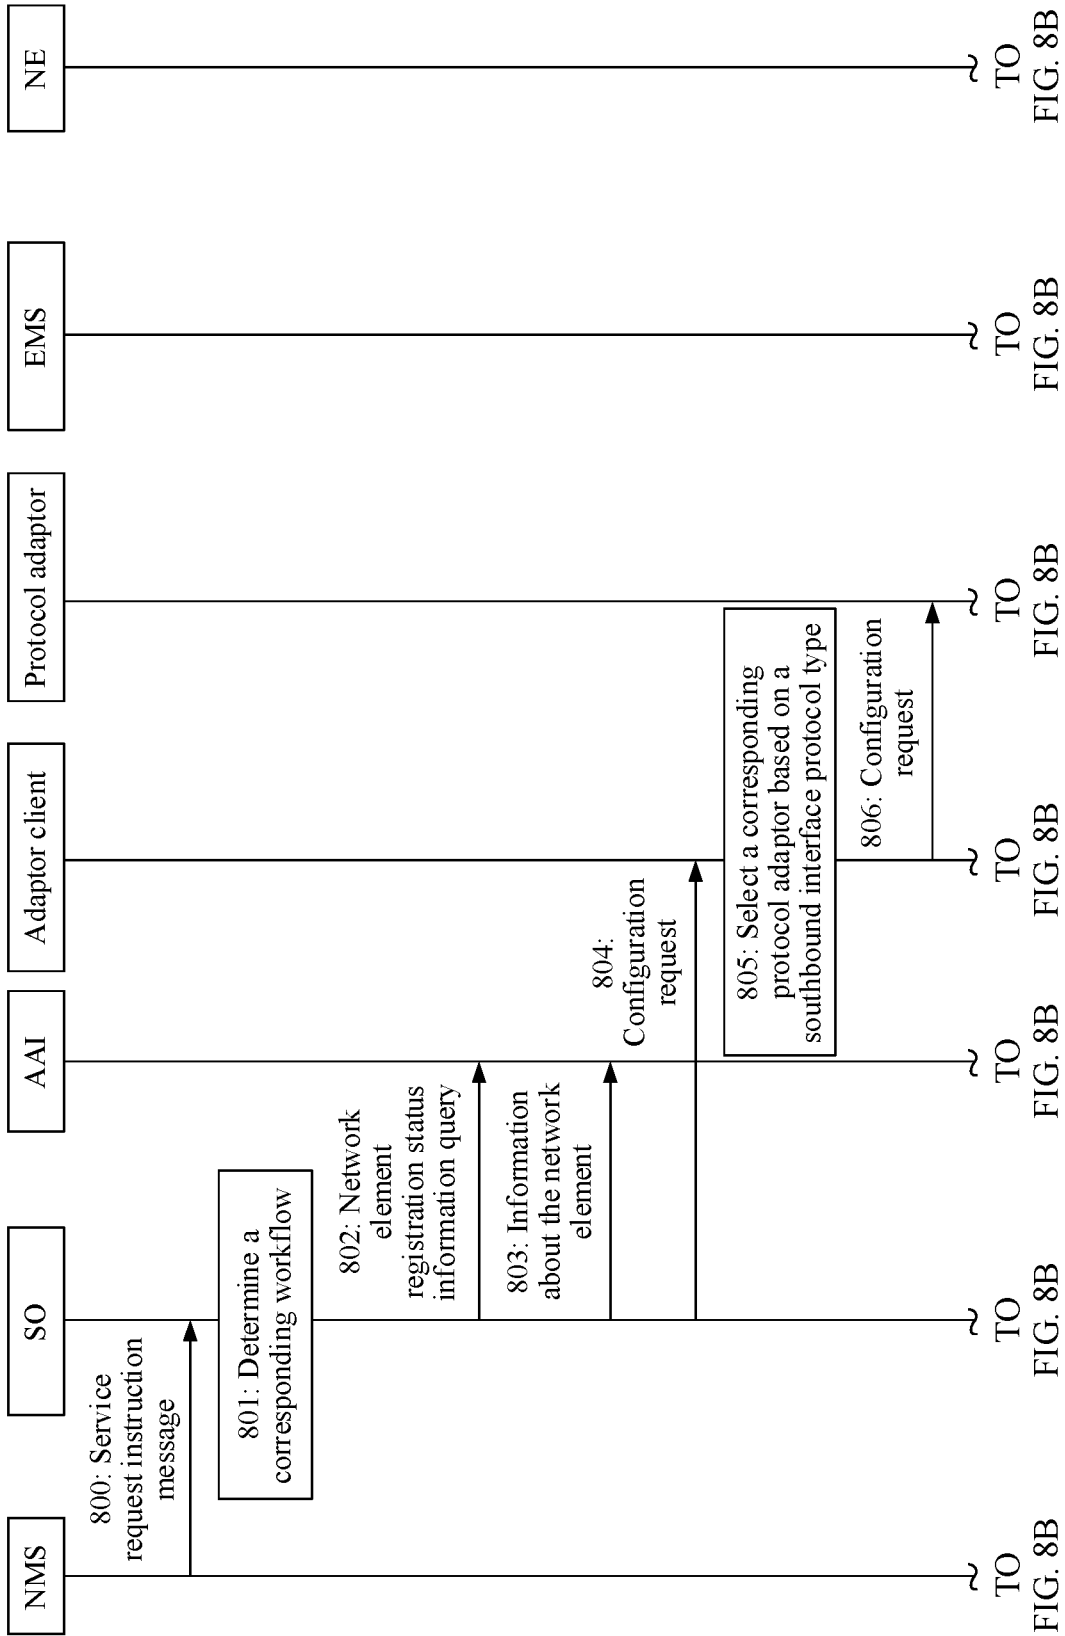 NMS
SO
AAI
Adaptor client
Protocol adaptor
EMS
NE
800: Service
request instruction
message
801: Determine a
corresponding workflow
802: Network
element
registration status
information query
803: Information
about the network
element
804:
Configuration
request
805: Select a corresponding
protocol adaptor based on a
southbound interface protocol type
806: Configuration
request
TO
FIG. 8B
TO
FIG. 8B
TO
FIG. 8B
TO
FIG. 8B
TO
FIG. 8B
TO
FIG. 8B
TO
FIG. 8B